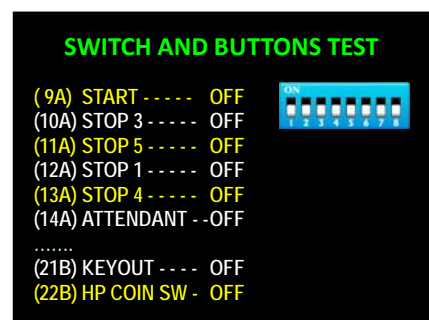 SWITCH AND BUTTONS TEST
( 9A) START - - - - - OFF
(10A) STOP 3 - - - - - OFF
(11A) STOP 5 - - - - - OFF
(12A) STOP 1 - - - - - OFF
(13A) STOP 4 - - - - - OFF
(14A) ATTENDANT - -OFF
.......
(21B) KEYOUT - - - - OFF
(22B) HP COIN SW - OFF
ON
1 2 3 4 5 6 7 8